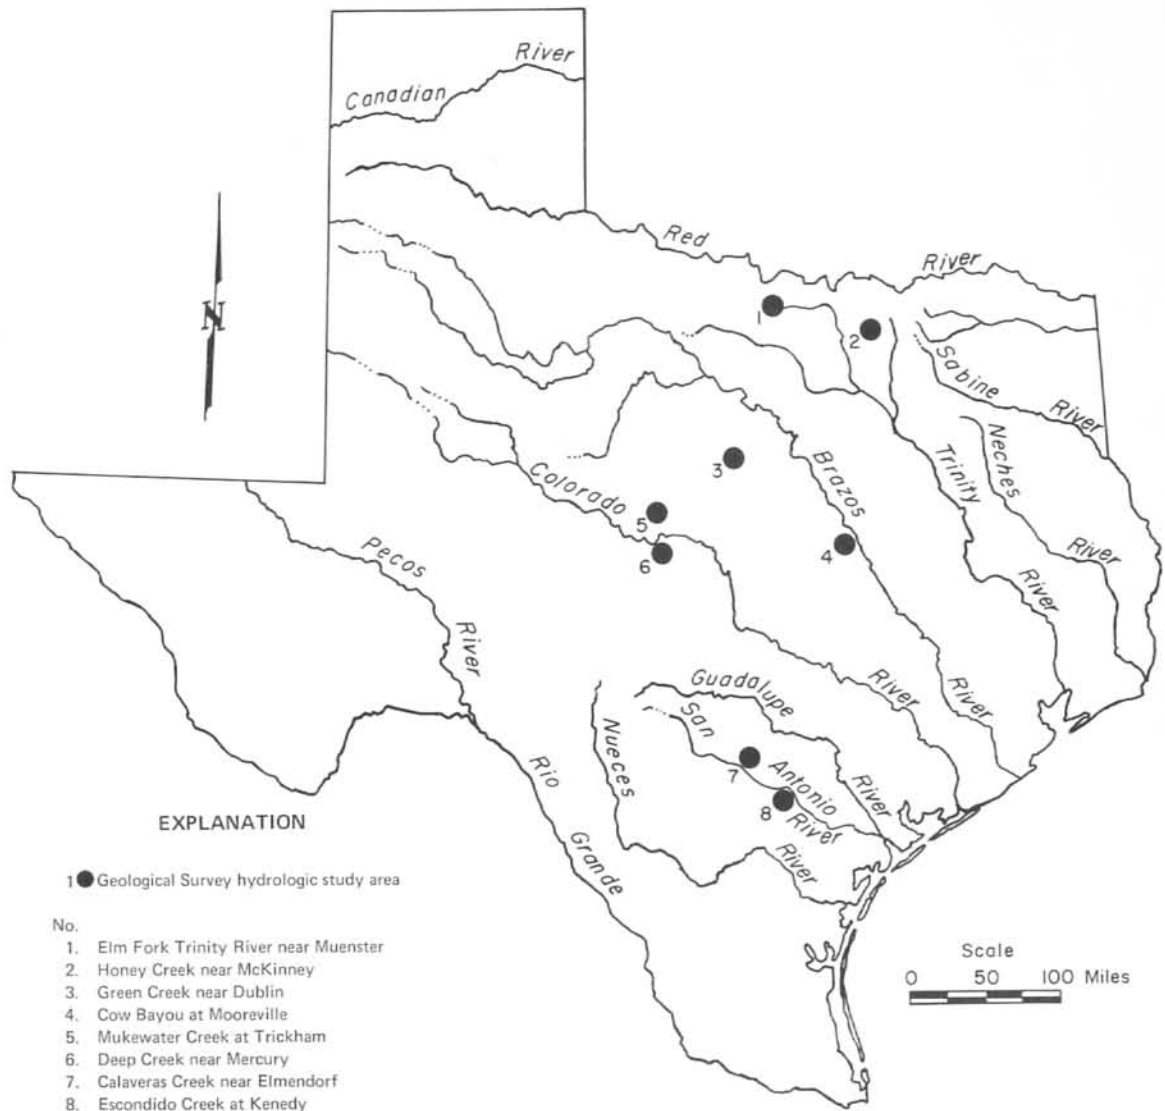 Canadian River
Red River
N
1
2
Sabine River
Neches River
Trinity River
Brazos River
3
4
Colorado River
5
6
Pecos River
Guadalupe River
San Antonio River
Nueces River
7
8
Rio Grande
EXPLANATION
1 Geological Survey hydrologic study area
No.
1. Elm Fork Trinity River near Muenster
2. Honey Creek near McKinney
3. Green Creek near Dublin
4. Cow Bayou at Mooreville
5. Mukewater Creek at Trickham
6. Deep Creek near Mercury
7. Calaveras Creek near Elmendorf
8. Escondido Creek at Kenedy
Scale
0 50 100 Miles